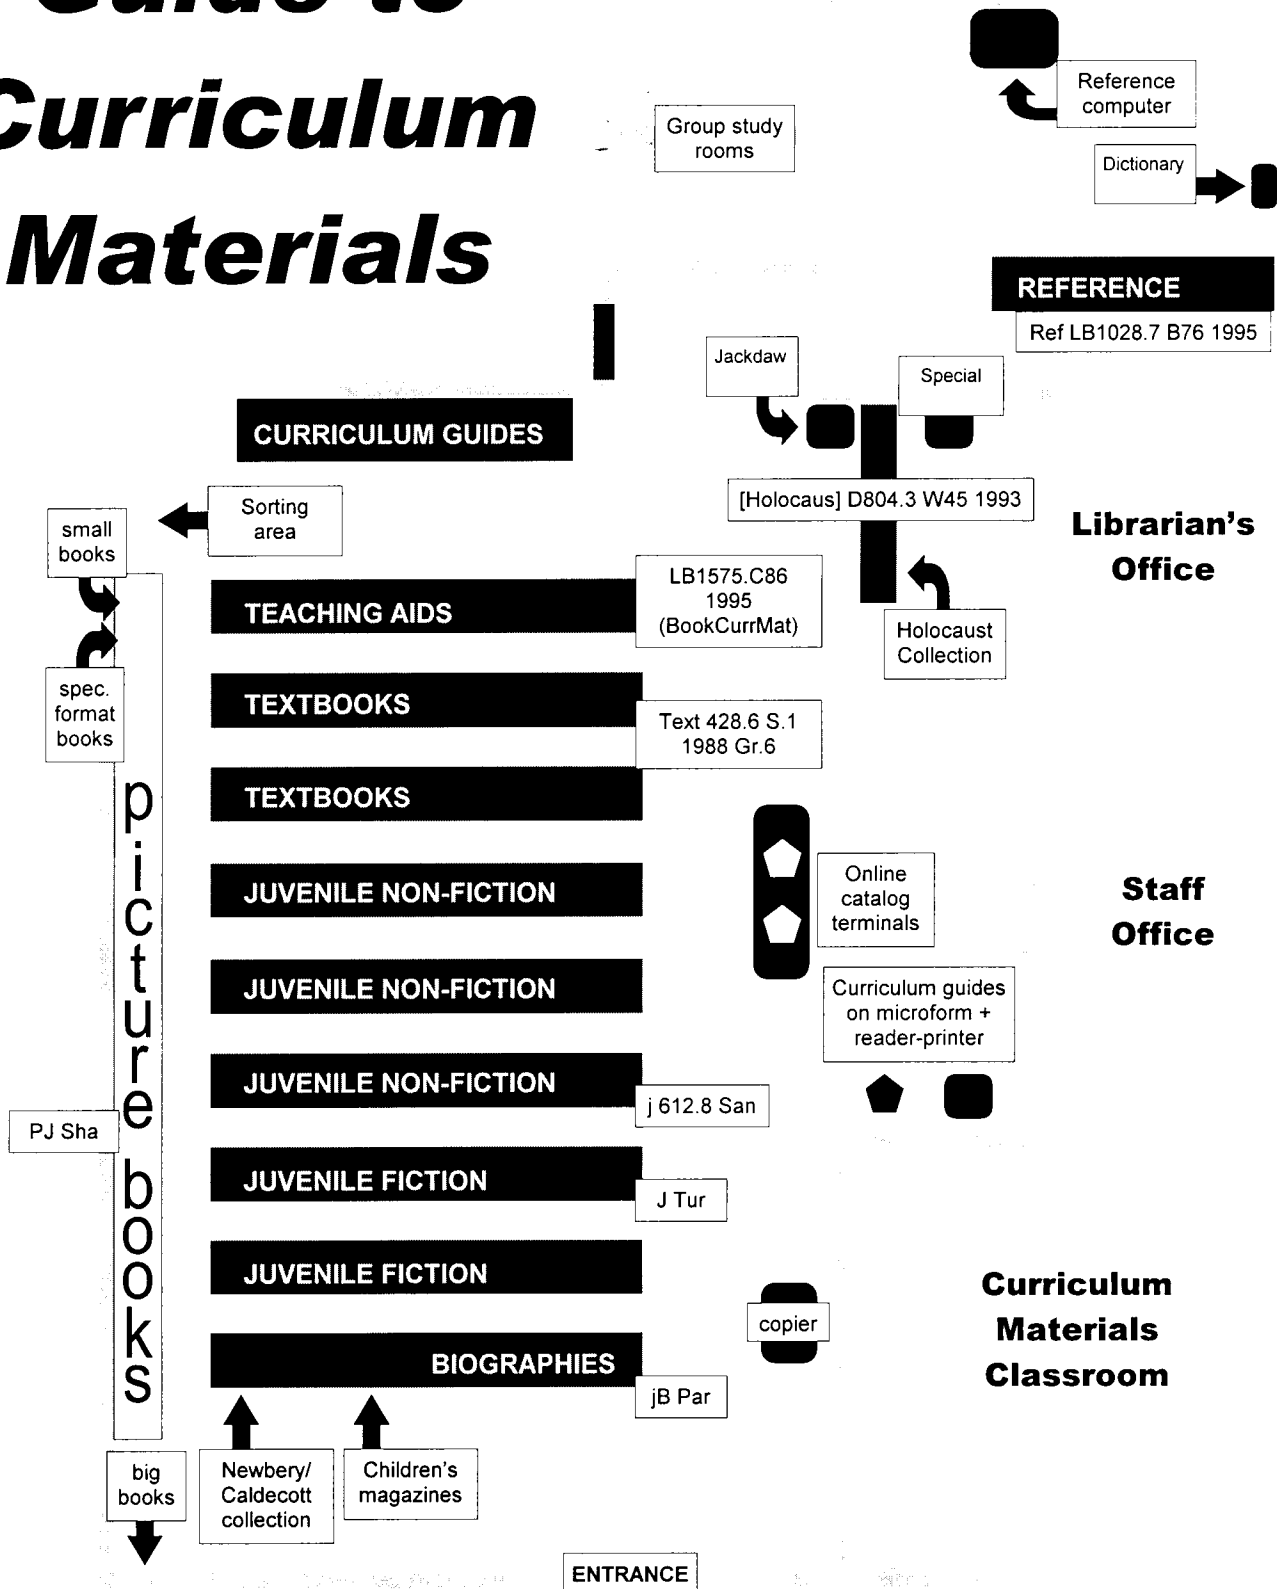 Guide to
Curriculum
Materials
Reference
computer
Group study
rooms
Dictionary
REFERENCE
Ref LB1028.7 B76 1995
Jackdaw
Special
CURRICULUM GUIDES
[Holocaus] D804.3 W45 1993
Sorting
area
small
books
Librarian's
Office
LB1575.C86
1995
(BookCurrMat)
TEACHING AIDS
Holocaust
Collection
spec.
format
books
TEXTBOOKS
Text 428.6 S.1
1988 Gr.6
TEXTBOOKS
picture books
JUVENILE NON-FICTION
Online
catalog
terminals
Staff
Office
JUVENILE NON-FICTION
Curriculum guides
on microform +
reader-printer
JUVENILE NON-FICTION
j 612.8 San
PJ Sha
JUVENILE FICTION
J Tur
JUVENILE FICTION
copier
Curriculum
Materials
Classroom
BIOGRAPHIES
jB Par
big
books
Newbery/
Caldecott
collection
Children's
magazines
ENTRANCE